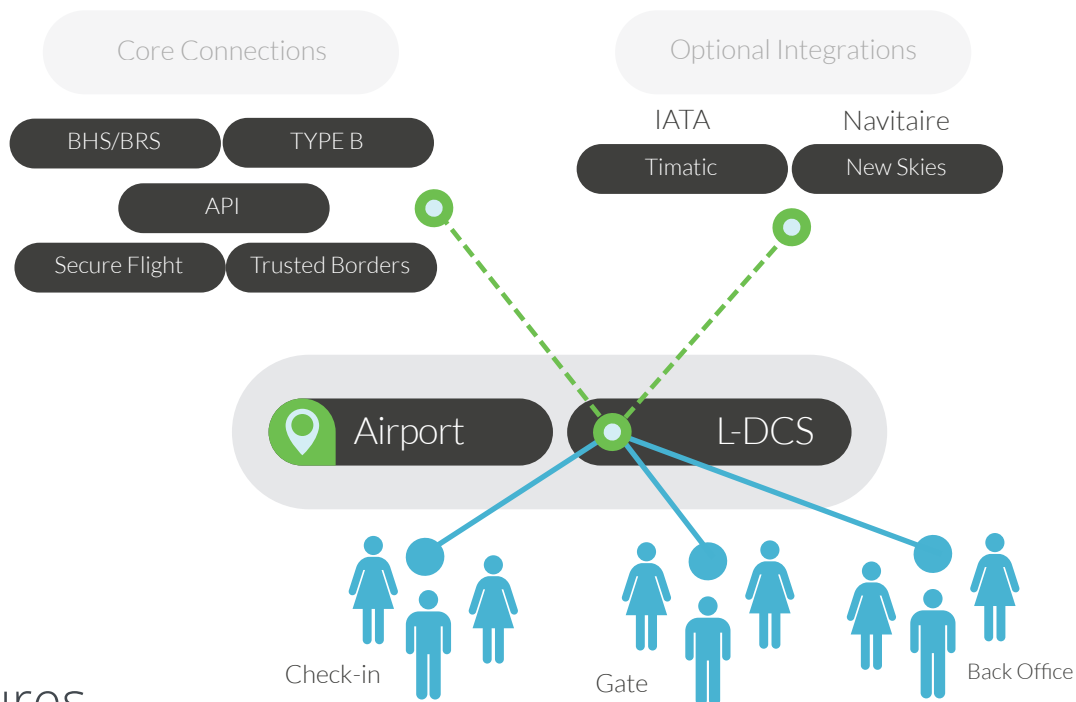 Core Connections
Optional Integrations
IATA
Navitaire
BHS/BRS
TYPE B
Timatic
New Skies
API
Secure Flight
Trusted Borders
Airport
L-DCS
Check-in
Gate
Back Office